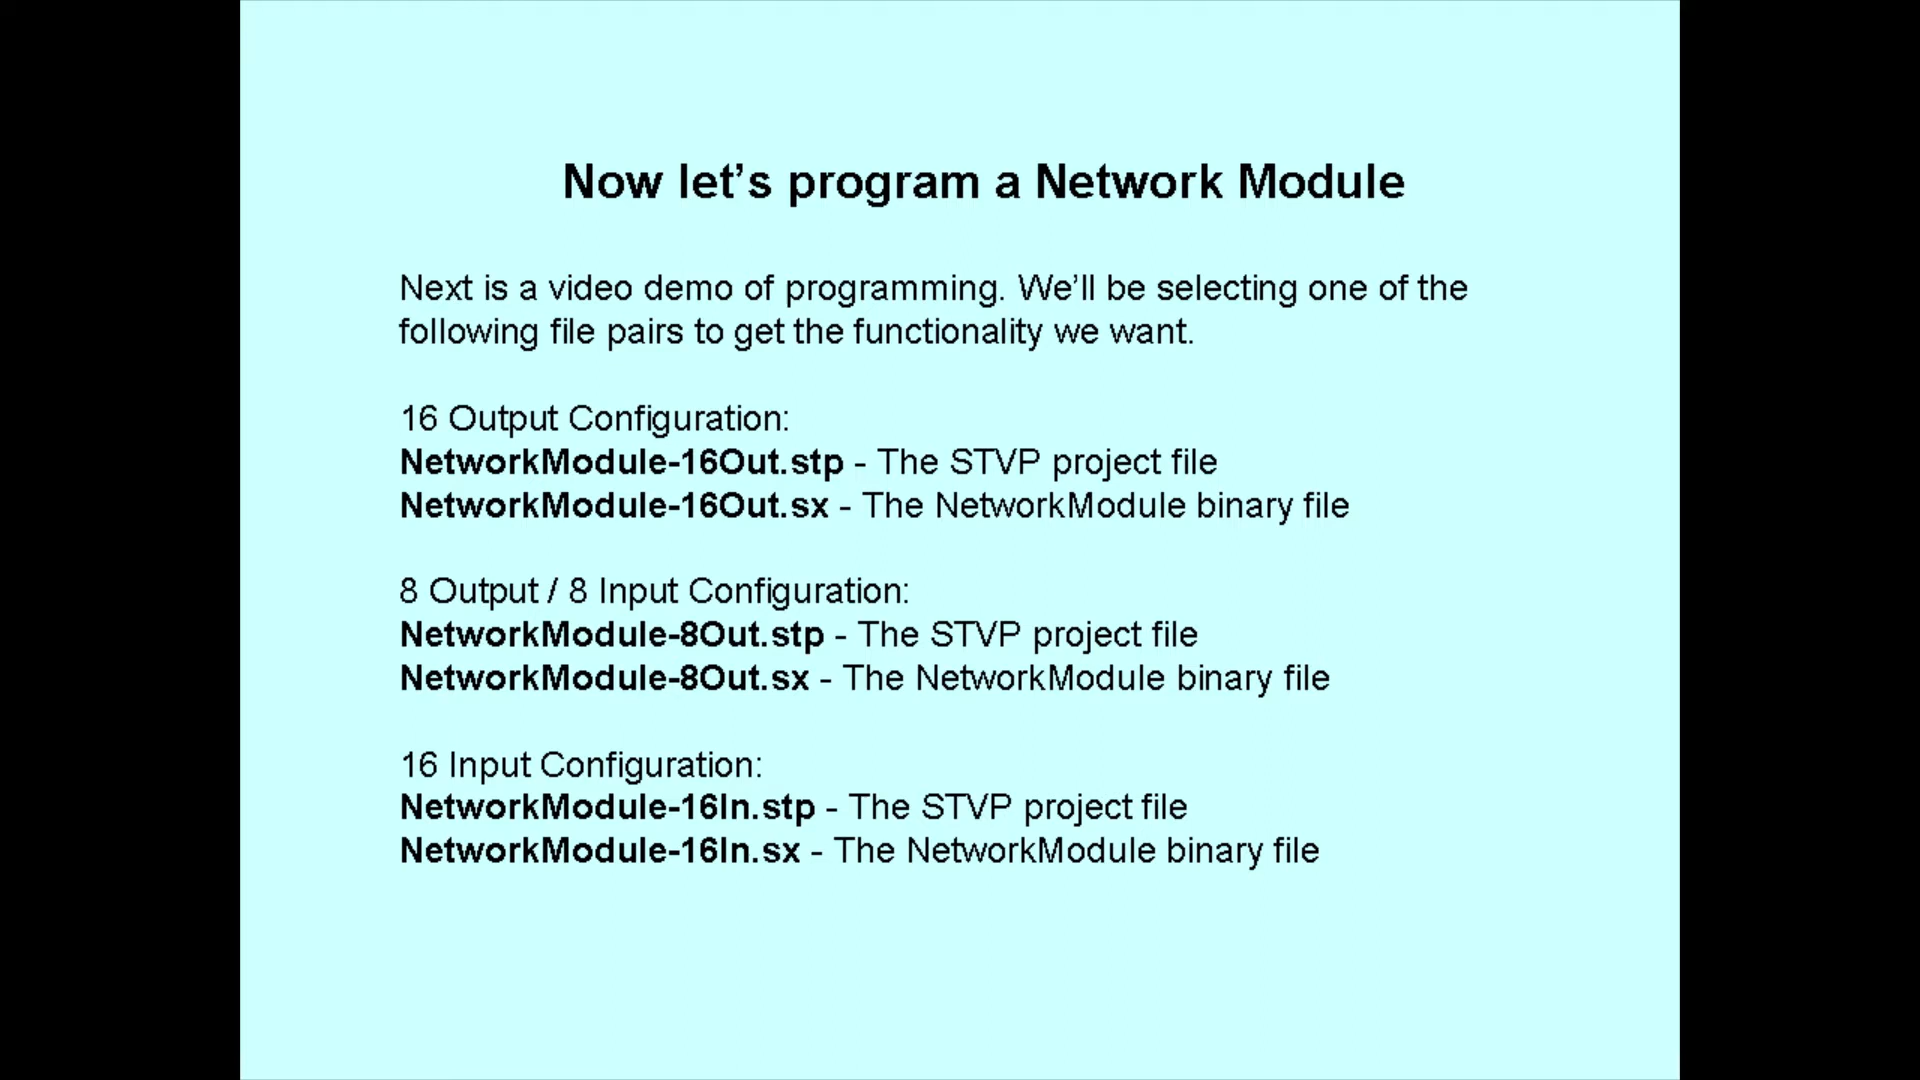 Now let’s program a Network Module
Next is a video demo of programming. We’ll be selecting one of the
following file pairs to get the functionality we want.
16 Output Configuration:
NetworkModule-16Out.stp - The STVP project file
NetworkModule-16Out.sx - The NetworkModule binary file
8 Output / 8 Input Configuration:
NetworkModule-8Out.stp - The STVP project file
NetworkModule-8Out.sx - The NetworkModule binary file
16 Input Configuration:
NetworkModule-16In.stp - The STVP project file
NetworkModule-16In.sx - The NetworkModule binary file